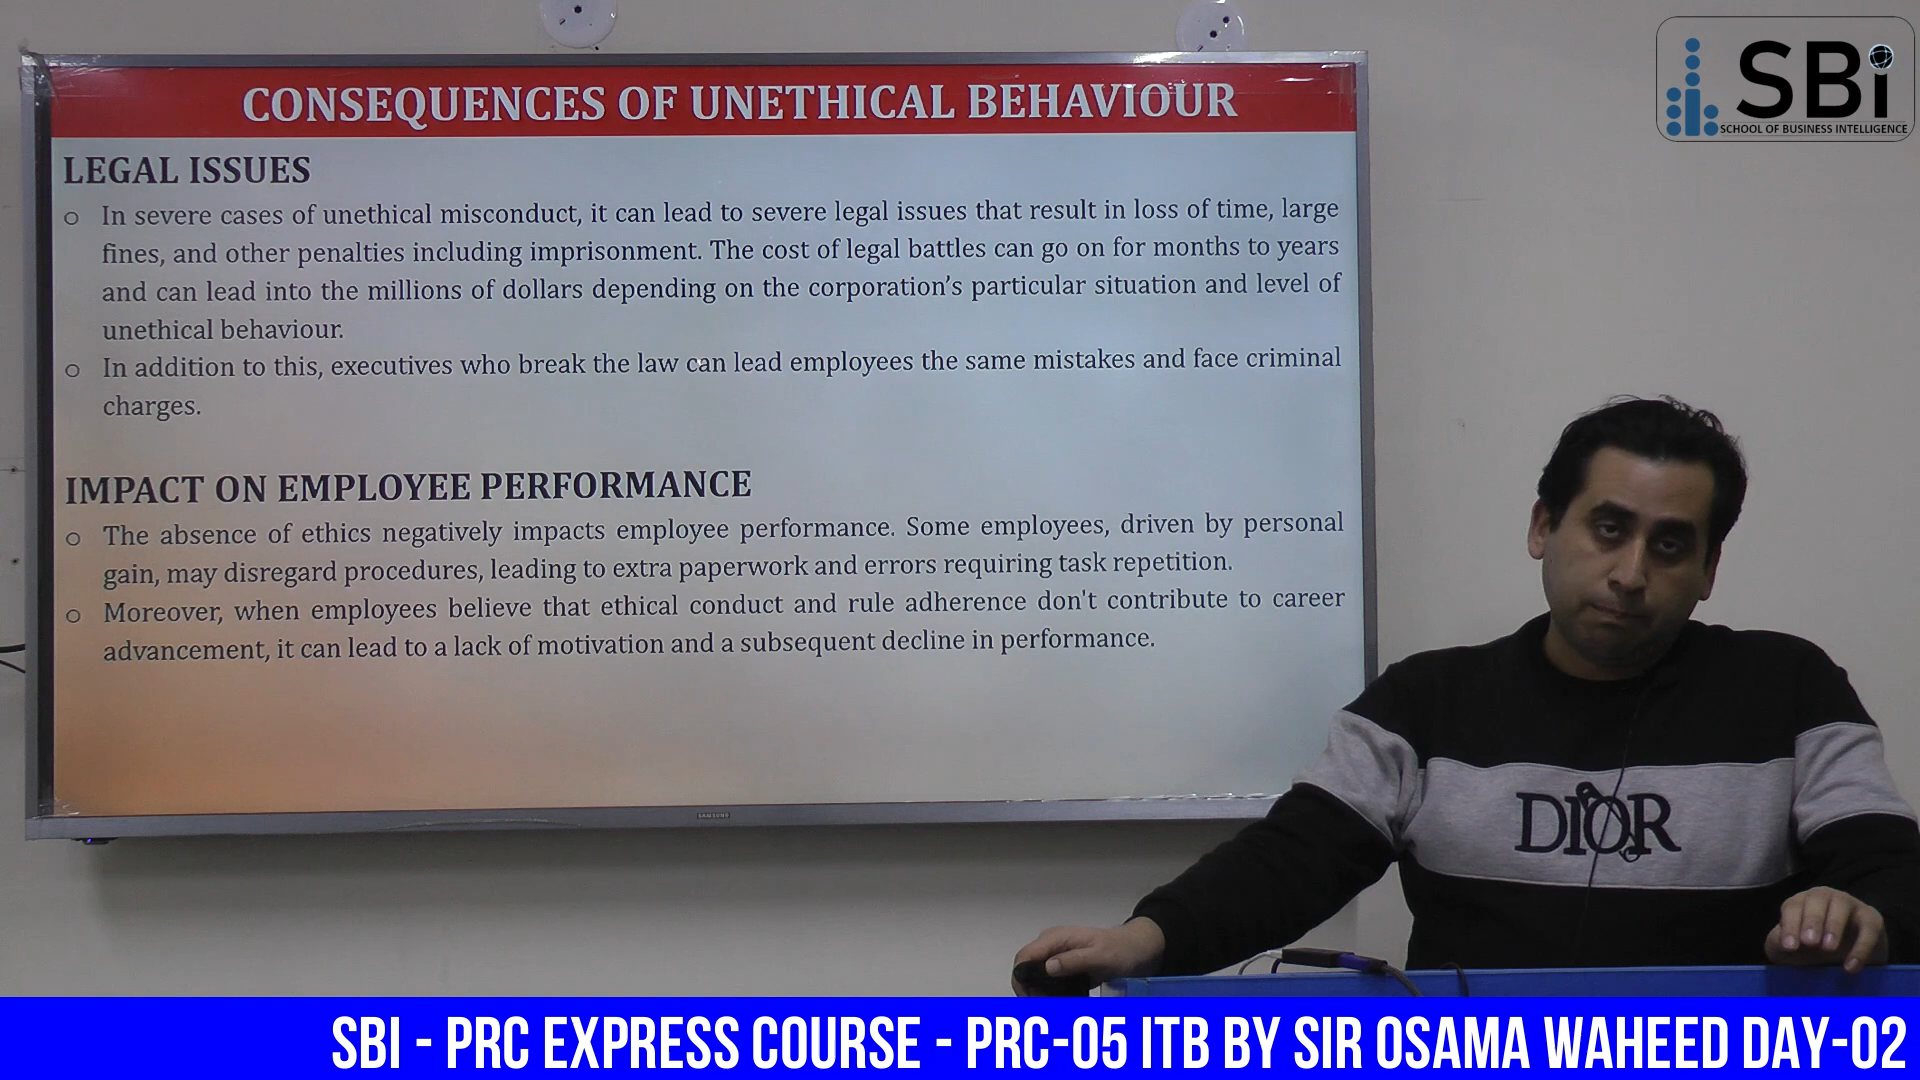 CONSEQUENCES OF UNETHICAL BEHAVIOUR
LEGAL ISSUES
○ In severe cases of unethical misconduct, it can lead to severe legal issues that result in loss of time, large
fines, and other penalties including imprisonment. The cost of legal battles can go on for months to years
and can lead into the millions of dollars depending on the corporation’s particular situation and level of
unethical behaviour.
○ In addition to this, executives who break the law can lead employees the same mistakes and face criminal
charges.
IMPACT ON EMPLOYEE PERFORMANCE
○ The absence of ethics negatively impacts employee performance. Some employees, driven by personal
gain, may disregard procedures, leading to extra paperwork and errors requiring task repetition.
○ Moreover, when employees believe that ethical conduct and rule adherence don't contribute to career
advancement, it can lead to a lack of motivation and a subsequent decline in performance.
SAMSUNG
SBi
SCHOOL OF BUSINESS INTELLIGENCE
DIOR
SBI - PRC EXPRESS COURSE - PRC-05 ITB BY SIR OSAMA WAHEED DAY-02